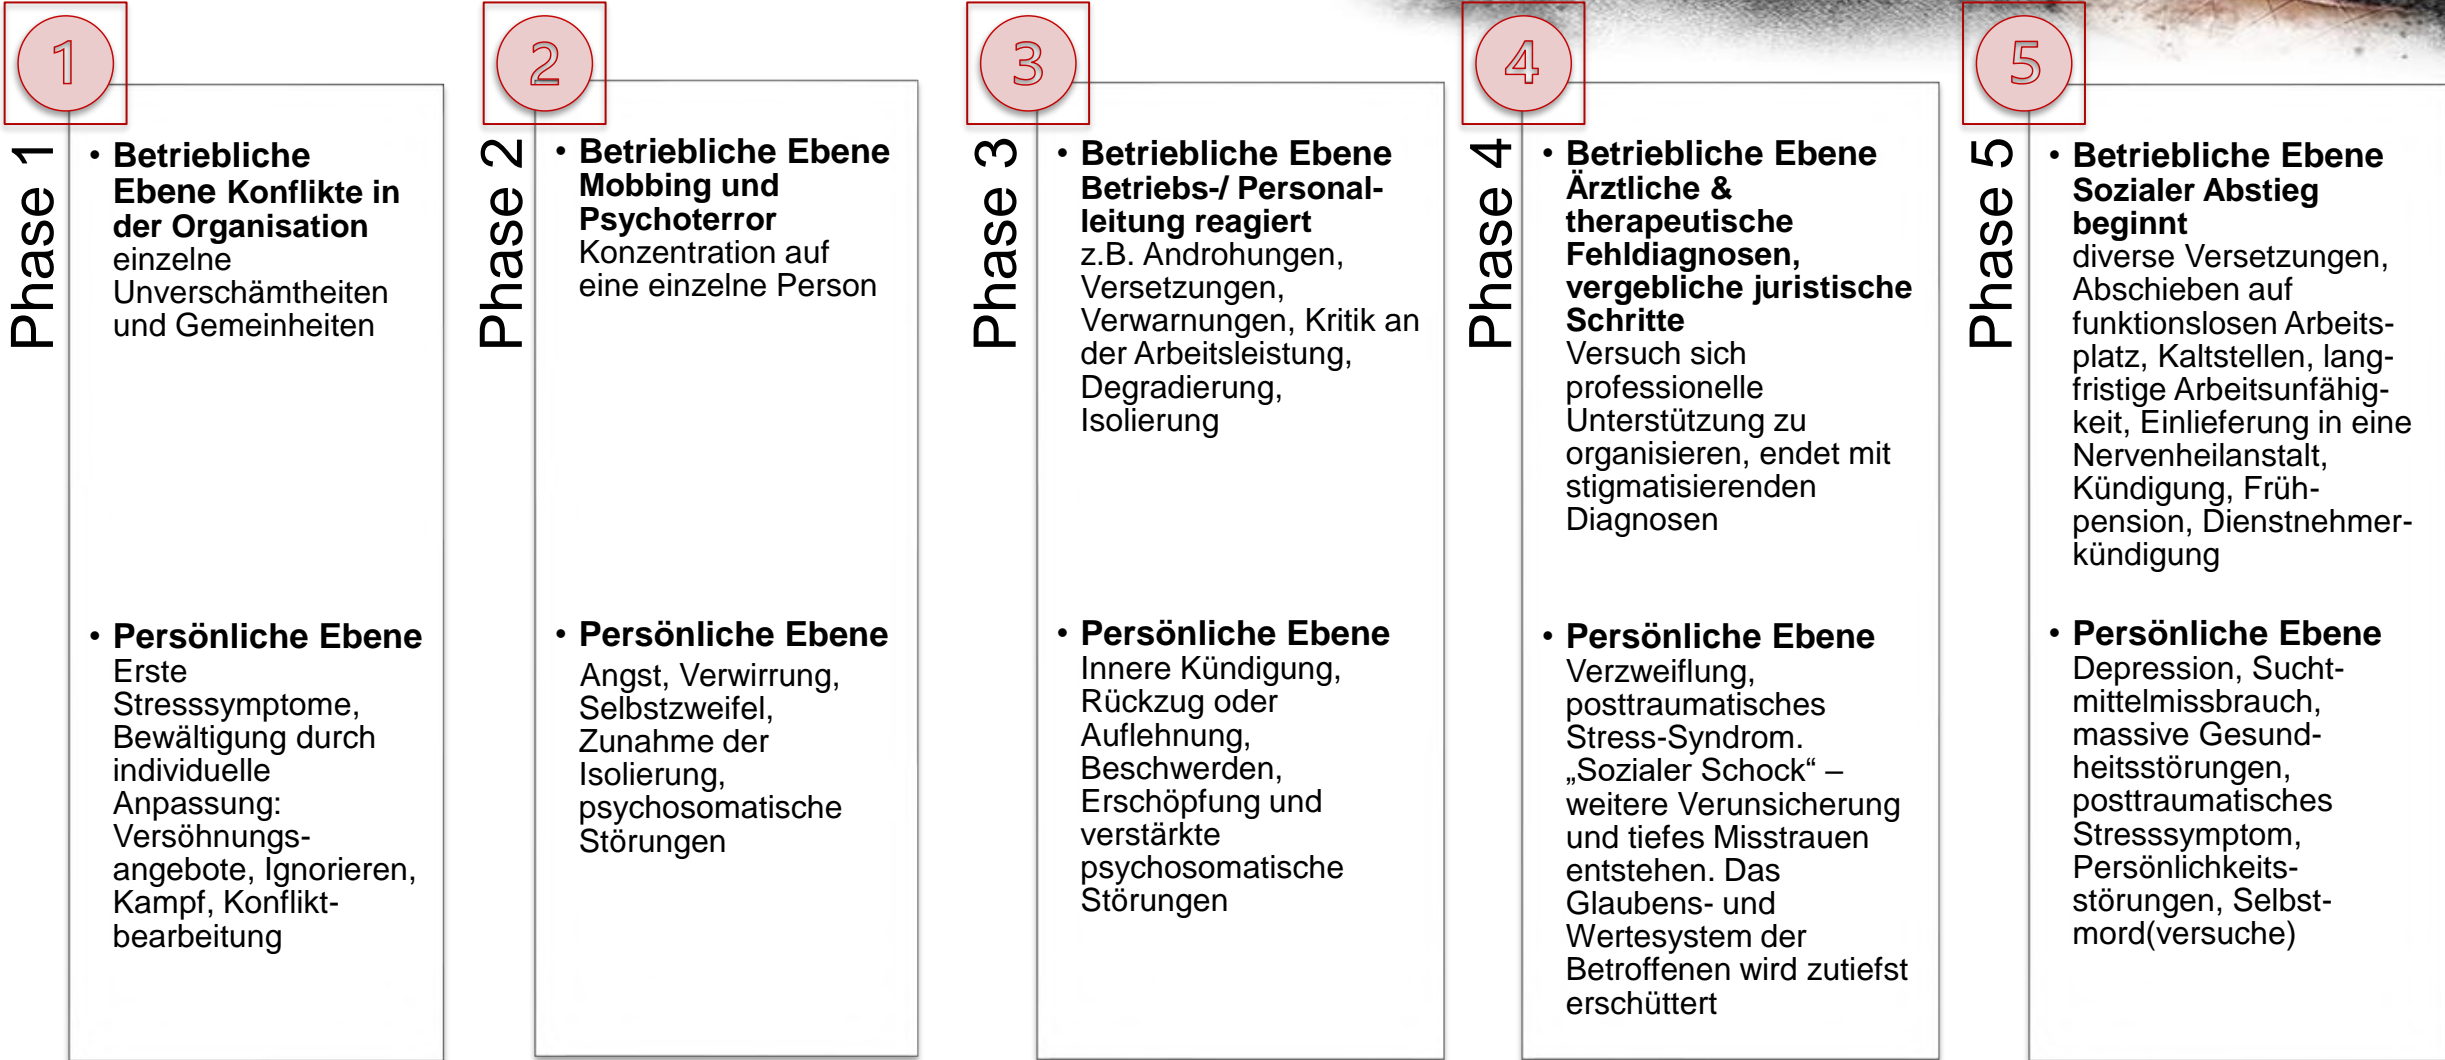 1
Phase 1
• Betriebliche
Ebene Konflikte in
der Organisation
einzelne
Unverschämtheiten
und Gemeinheiten
• Persönliche Ebene
Erste
Stresssymptome,
Bewältigung durch
individuelle
Anpassung:
Versöhnungs-
angebote, Ignorieren,
Kampf, Konflikt-
bearbeitung
2
Phase 2
• Betriebliche Ebene
Mobbing und
Psychoterror
Konzentration auf
eine einzelne Person
• Persönliche Ebene
Angst, Verwirrung,
Selbstzweifel,
Zunahme der
Isolierung,
psychosomatische
Störungen
3
Phase 3
• Betriebliche Ebene
Betriebs-/ Personal-
leitung reagiert
z.B. Androhungen,
Versetzungen,
Verwarnungen, Kritik an
der Arbeitsleistung,
Degradierung,
Isolierung
• Persönliche Ebene
Innere Kündigung,
Rückzug oder
Auflehnung,
Beschwerden,
Erschöpfung und
verstärkte
psychosomatische
Störungen
4
Phase 4
• Betriebliche Ebene
Ärztliche &
therapeutische
Fehldiagnosen,
vergebliche juristische
Schritte
Versuch sich
professionelle
Unterstützung zu
organisieren, endet mit
stigmatisierenden
Diagnosen
• Persönliche Ebene
Verzweiflung,
posttraumatisches
Stress-Syndrom.
„Sozialer Schock“ –
weitere Verunsicherung
und tiefes Misstrauen
entstehen. Das
Glaubens- und
Wertesystem der
Betroffenen wird zutiefst
erschüttert
5
Phase 5
• Betriebliche Ebene
Sozialer Abstieg
beginnt
diverse Versetzungen,
Abschieben auf
funktionslosen Arbeits-
platz, Kaltstellen, lang-
fristige Arbeitsunfähig-
keit, Einlieferung in eine
Nervenheilanstalt,
Kündigung, Früh-
pension, Dienstnehmer-
kündigung
• Persönliche Ebene
Depression, Sucht-
mittelmissbrauch,
massive Gesund-
heitsstörungen,
posttraumatisches
Stresssymptom,
Persönlichkeits-
störungen, Selbst-
mord(versuche)